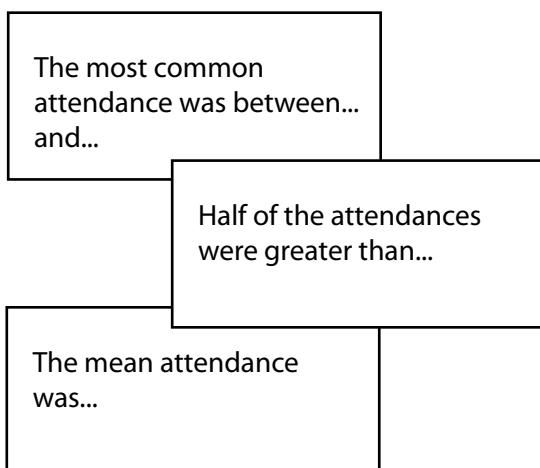 The most common
attendance was between...
and...
Half of the attendances
were greater than...
The mean attendance
was...